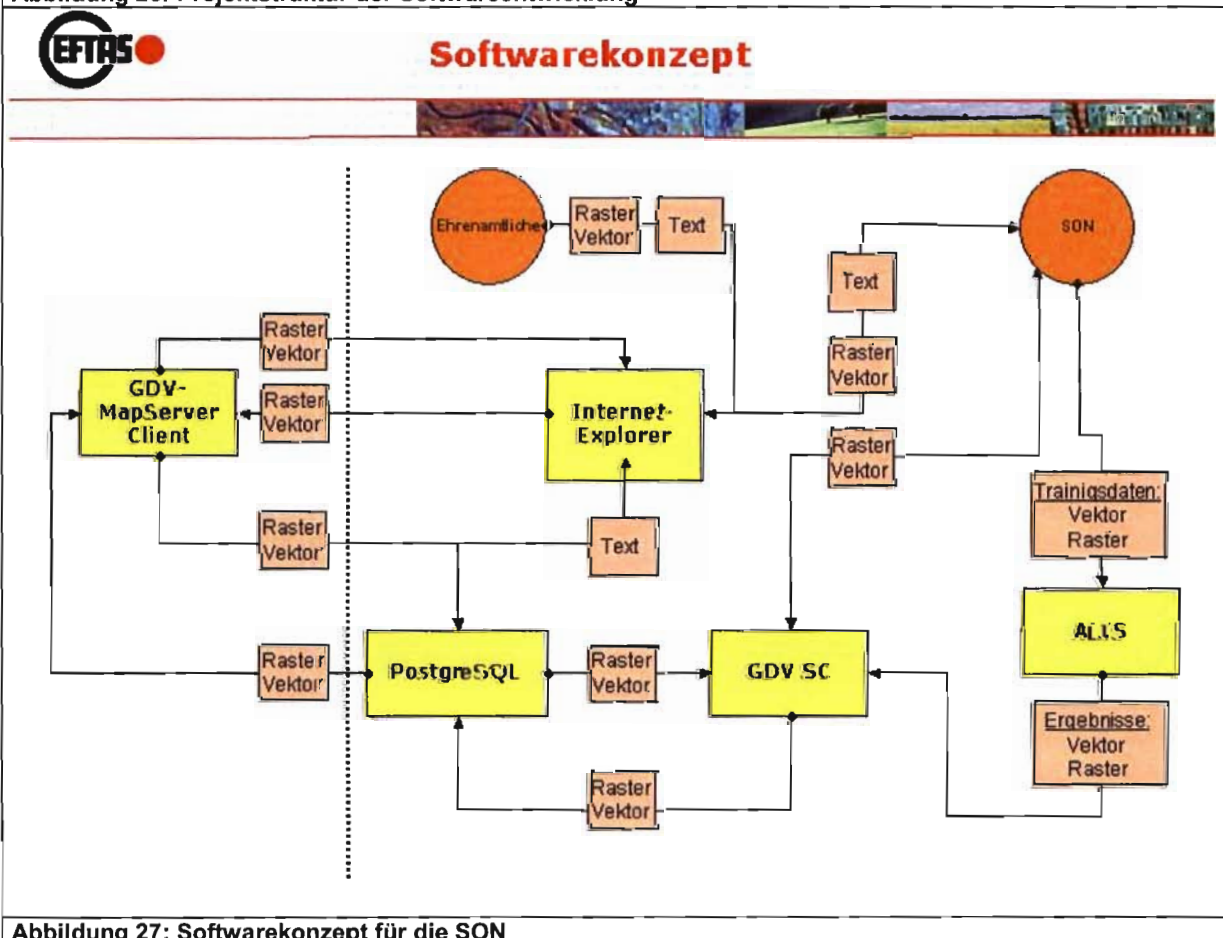 EFTAS
Softwarekonzept
Ehrenamtliche
Raster
Vektor
Text
SON
Text
Raster
Vektor
Raster
Vektor
GDV-
MapServer
Client
Raster
Vektor
Internet-
Explorer
Raster
Vektor
Trainigsdaten:
Vektor
Raster
Raster
Vektor
Text
Raster
Vektor
PostgreSQL
Raster
Vektor
GDV SC
Ergebnisse:
Vektor
Raster
Raster
Vektor
Abbildung 27: Softwarekonzept für die SON